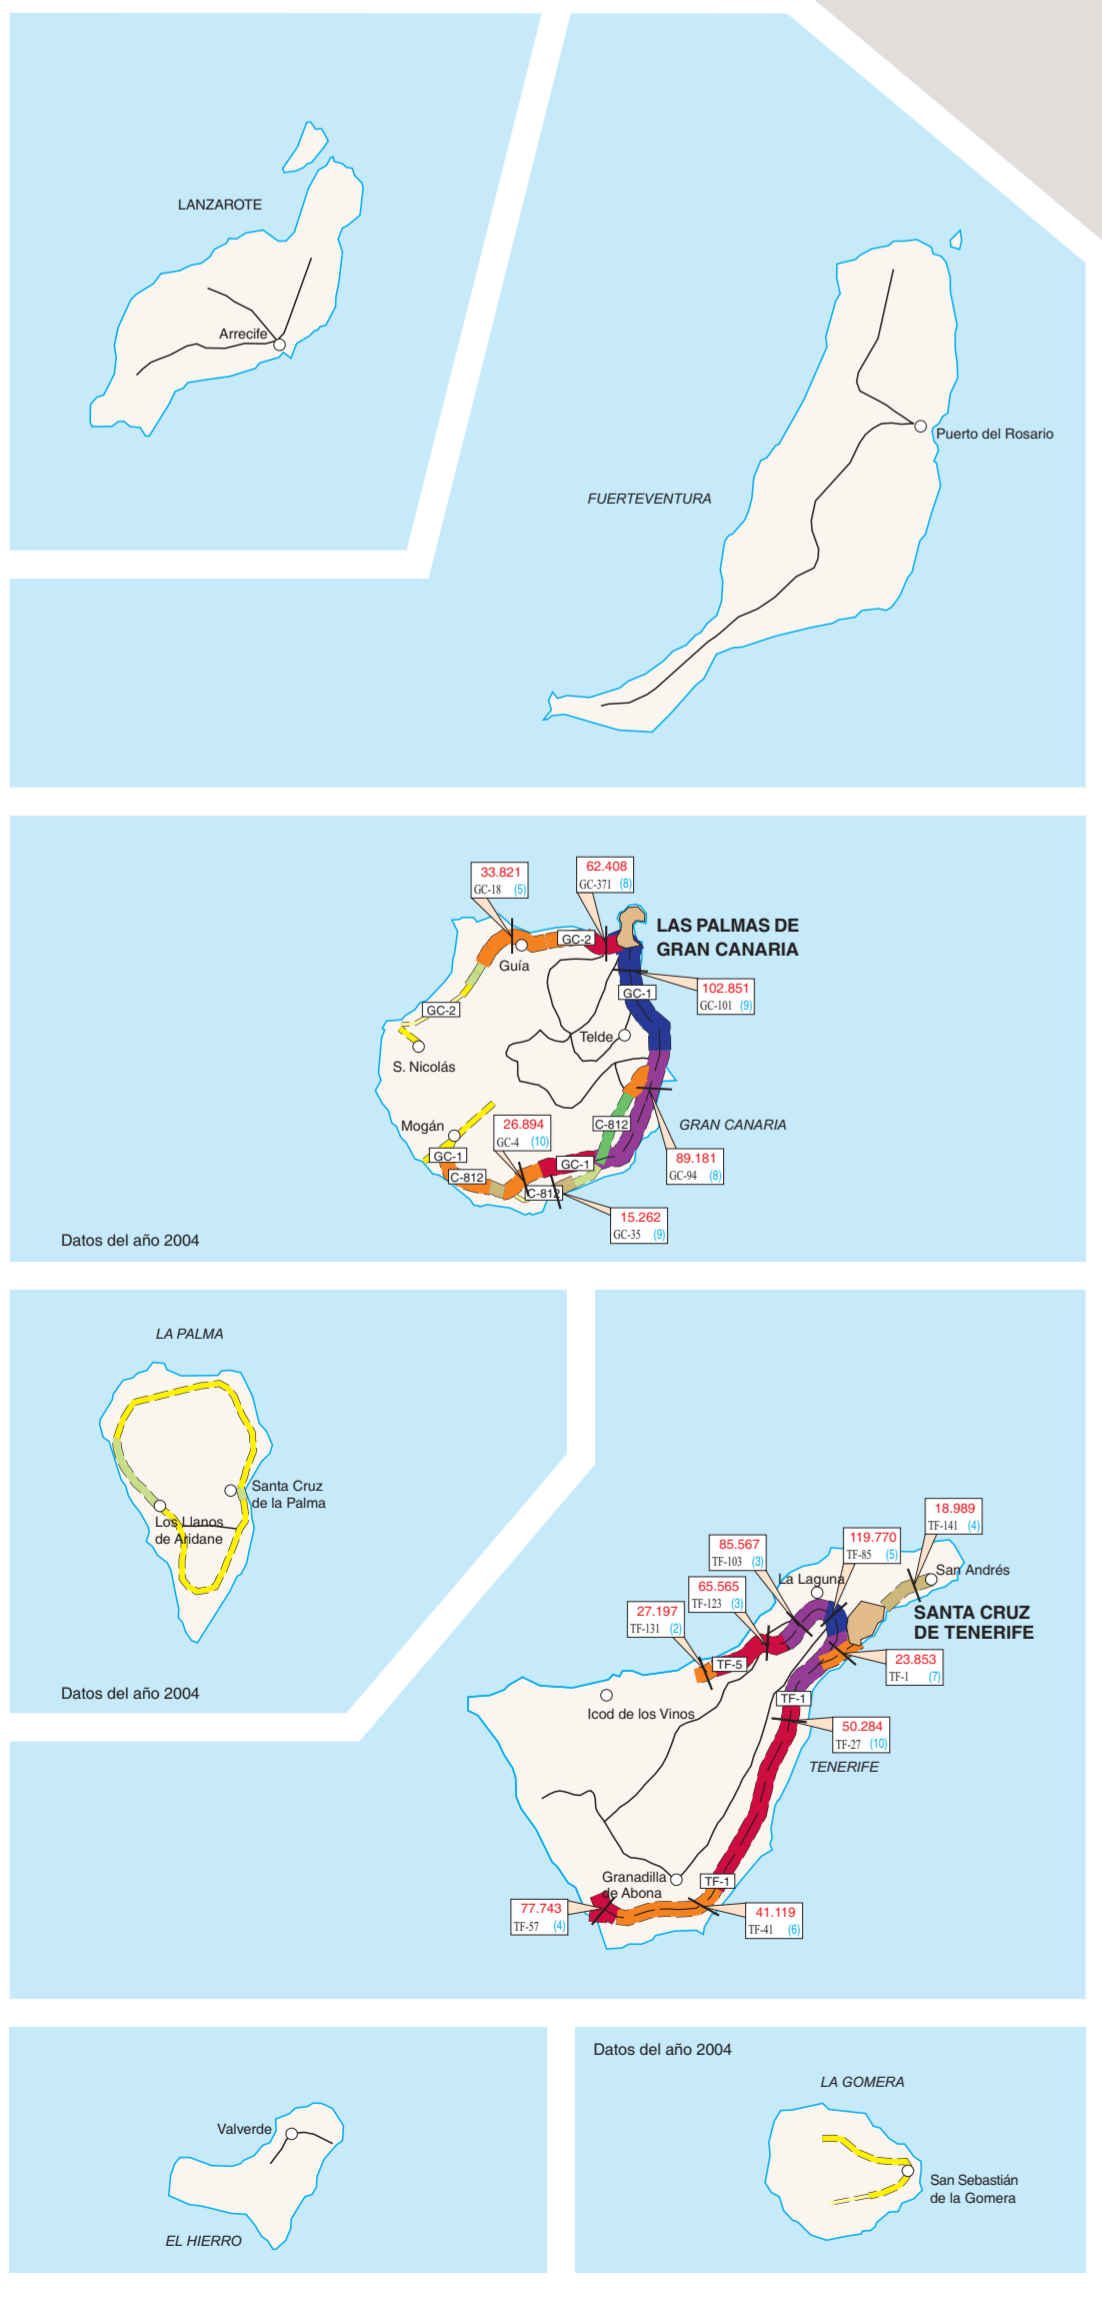 LANZAROTE
Arrecife
Puerto del Rosario
FUERTEVENTURA
33.821
GC-18 (5)
62.408
GC-371 (8)
LAS PALMAS DE
GRAN CANARIA
GC-2
Guía
102.851
GC-101 (9)
GC-1
GC-2
Telde
S. Nicolás
Mogán
26.894
GC-4 (10)
C-812
GRAN CANARIA
GC-1
GC-1
C-812
C-812
89.181
GC-94 (8)
15.262
GC-35 (9)
Datos del año 2004
LA PALMA
Santa Cruz
de la Palma
Los Llanos
de Aridane
Datos del año 2004
18.989
TF-141 (4)
85.567
TF-103 (3)
119.770
TF-85 (5)
La Laguna
San Andrés
65.565
TF-123 (3)
27.197
TF-131 (2)
SANTA CRUZ
DE TENERIFE
TF-5
23.853
TF-1 (7)
TF-1
Icod de los Vinos
50.284
TF-27 (10)
TENERIFE
Granadilla
de Abona
TF-1
77.743
TF-57 (4)
41.119
TF-41 (6)
Datos del año 2004
LA GOMERA
Valverde
San Sebastián
de la Gomera
EL HIERRO